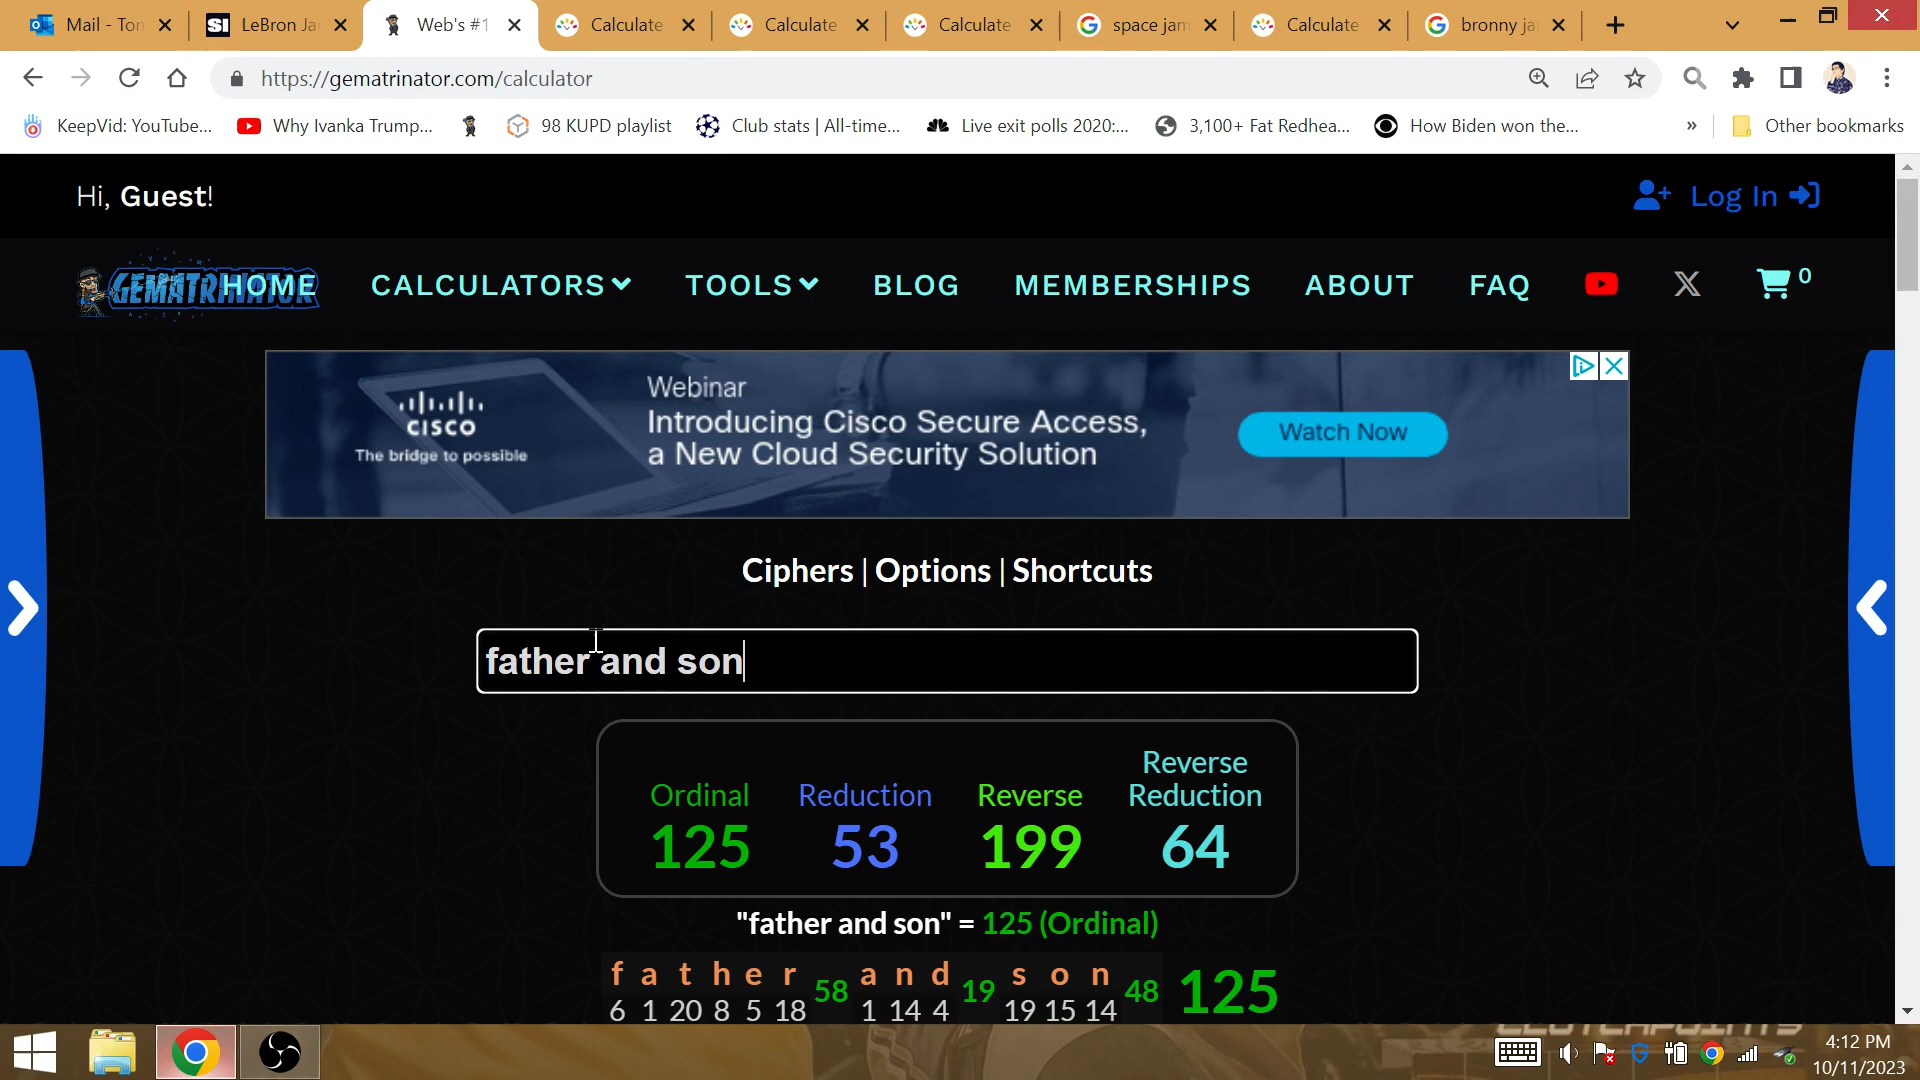 Mail - Ton
LeBron Ja
Web's #1
Calculate
Calculate
Calculate
space jam
Calculate
bronny ja
https://gematrinator.com/calculator
KeepVid: YouTube...
Why Ivanka Trump...
98 KUPD playlist
Club stats | All-time...
Live exit polls 2020:...
3,100+ Fat Redhea...
How Biden won the...
» Other bookmarks
Hi, Guest!
Log In
GEMATRINATOR
HOME CALCULATORS TOOLS BLOG MEMBERSHIPS ABOUT FAQ X 0
CISCO
The bridge to possible
Webinar
Introducing Cisco Secure Access,
a New Cloud Security Solution
Watch Now
Ciphers | Options | Shortcuts
father and son
Ordinal Reduction Reverse Reverse Reduction
125 53 199 64
"father and son" = 125 (Ordinal)
f a t h e r 58 a n d 19 s o n 48 125
6 1 20 8 5 18 1 14 4 19 15 14
CLUTCHPOINTS
4:12 PM
10/11/2023